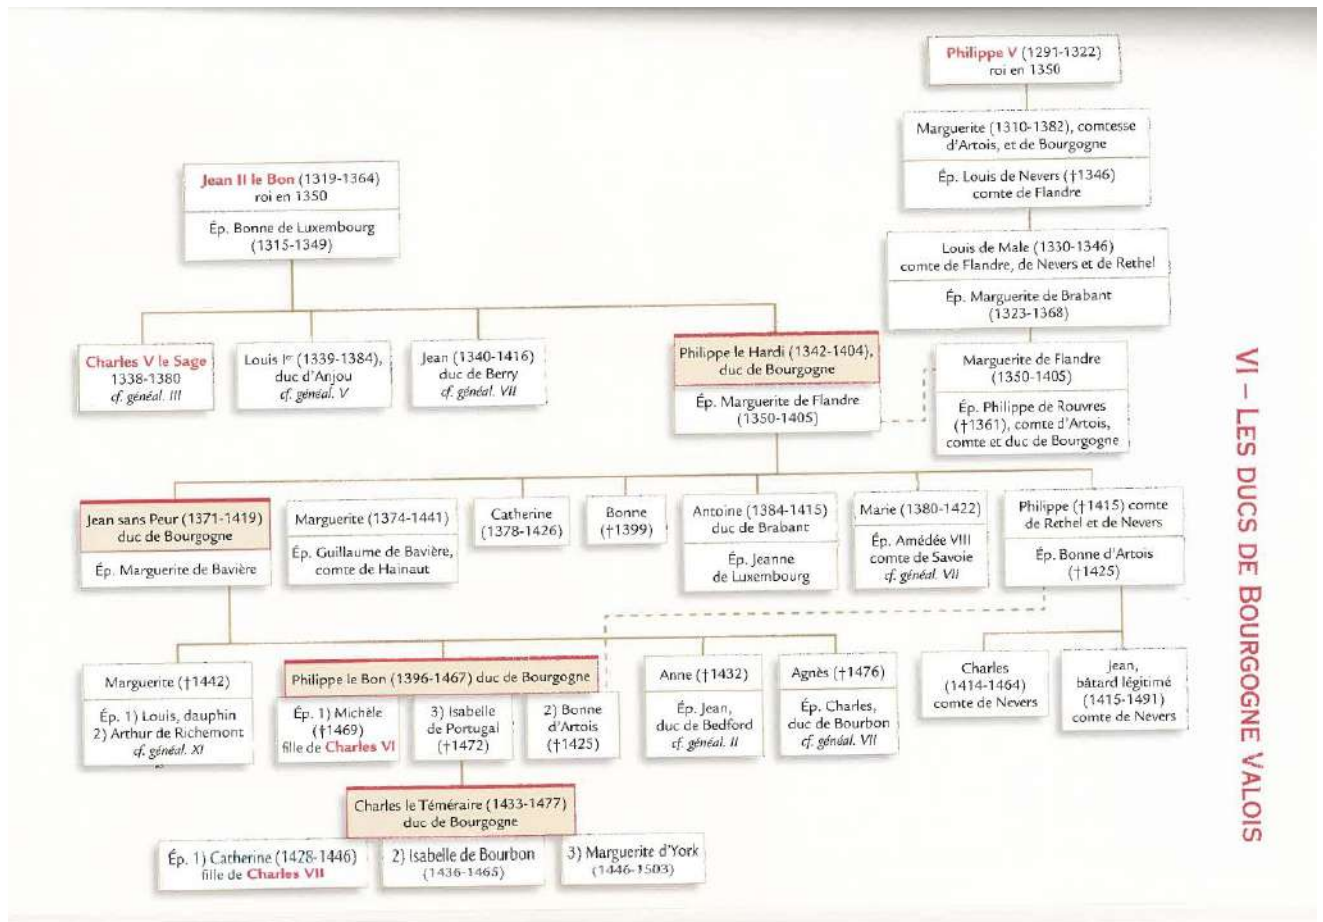 Philippe V (1291-1322)
roi en 1350
Marguerite (1310-1382), comtesse
d'Artois, et de Bourgogne
Ép. Louis de Nevers (†1346)
comte de Flandre
Jean II le Bon (1319-1364)
roi en 1350
Ép. Bonne de Luxembourg
(1315-1349)
Louis de Male (1330-1346)
comte de Flandre, de Nevers et de Rethel
Ép. Marguerite de Brabant
(1323-1368)
Charles V le Sage
1338-1380
cf. généal. III
Louis Ier (1339-1384),
duc d'Anjou
cf. généal. V
Jean (1340-1416)
duc de Berry
cf. généal. VII
Philippe le Hardi (1342-1404),
duc de Bourgogne
Ép. Marguerite de Flandre
(1350-1405)
Marguerite de Flandre
(1350-1405)
Ép. Philippe de Rouvres
(†1361), comte d'Artois,
comte et duc de Bourgogne
Jean sans Peur (1371-1419)
duc de Bourgogne
Ép. Marguerite de Bavière
Marguerite (1374-1441)
Ép. Guillaume de Bavière,
comte de Hainaut
Catherine
(1378-1426)
Bonne
(†1399)
Antoine (1384-1415)
duc de Brabant
Ép. Jeanne
de Luxembourg
Marie (1380-1422)
Ép. Amédée VIII
comte de Savoie
cf. généal. VII
Philippe (†1415) comte
de Rethel et de Nevers
Ép. Bonne d'Artois
(†1425)
Marguerite (†1442)
Ép. 1) Louis, dauphin
2) Arthur de Richemont
cf. généal. XI
Philippe le Bon (1396-1467) duc de Bourgogne
Ép. 1) Michèle
(†1469)
fille de Charles VI
3) Isabelle
de Portugal
(†1472)
2) Bonne
d'Artois
(†1425)
Anne (†1432)
Ép. Jean,
duc de Bedford
cf. généal. II
Agnès (†1476)
Ép. Charles,
duc de Bourbon
cf. généal. VII
Charles
(1414-1464)
comte de Nevers
Jean,
bâtard légitimé
(1415-1491)
comte de Nevers
Charles le Téméraire (1433-1477)
duc de Bourgogne
Ép. 1) Catherine (1428-1446)
fille de Charles VII
2) Isabelle de Bourbon
(1436-1465)
3) Marguerite d'York
(1446-1503)
VI – LES DUCS DE BOURGOGNE VALOIS